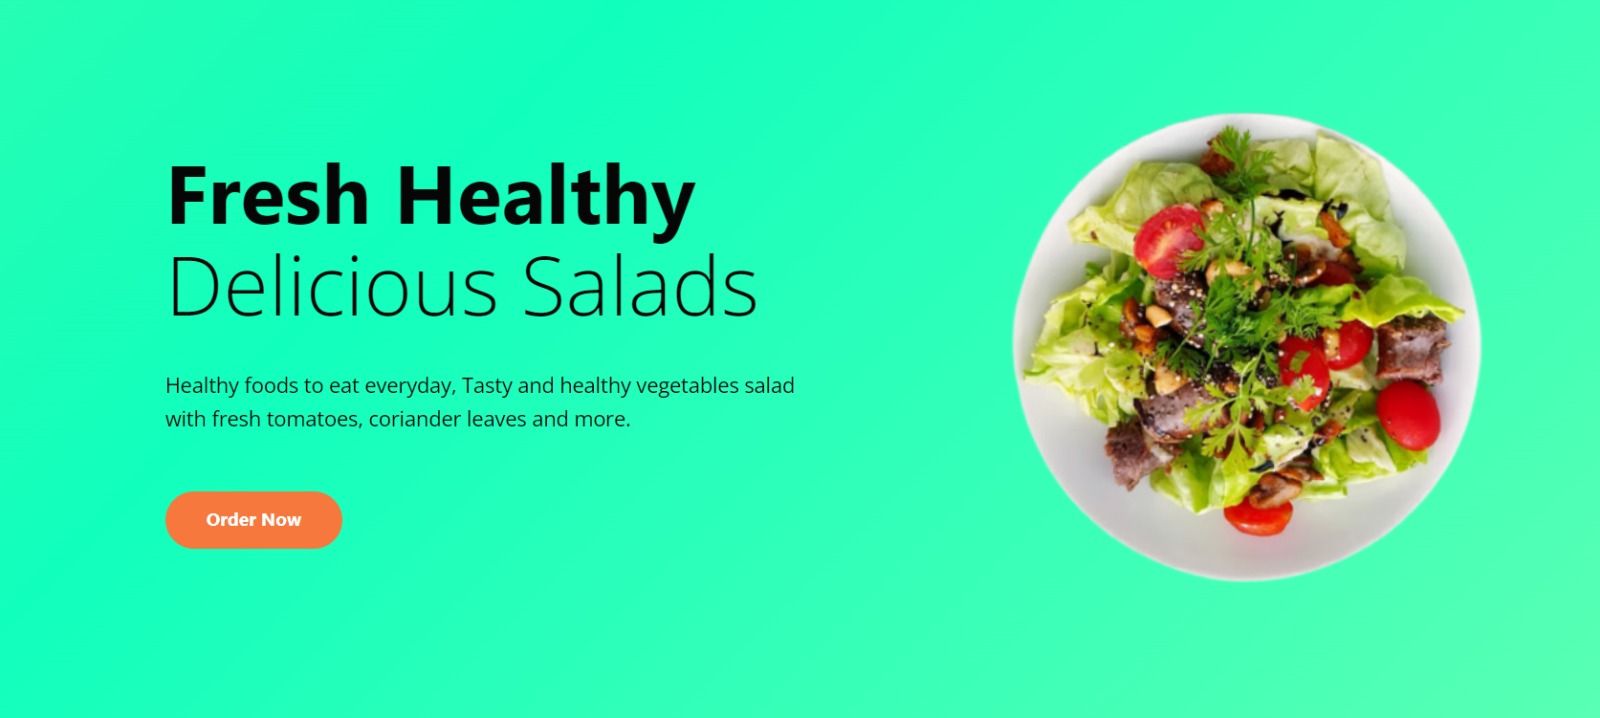 Fresh Healthy
Delicious Salads
Healthy foods to eat everyday, Tasty and healthy vegetables salad
with fresh tomatoes, coriander leaves and more.
Order Now